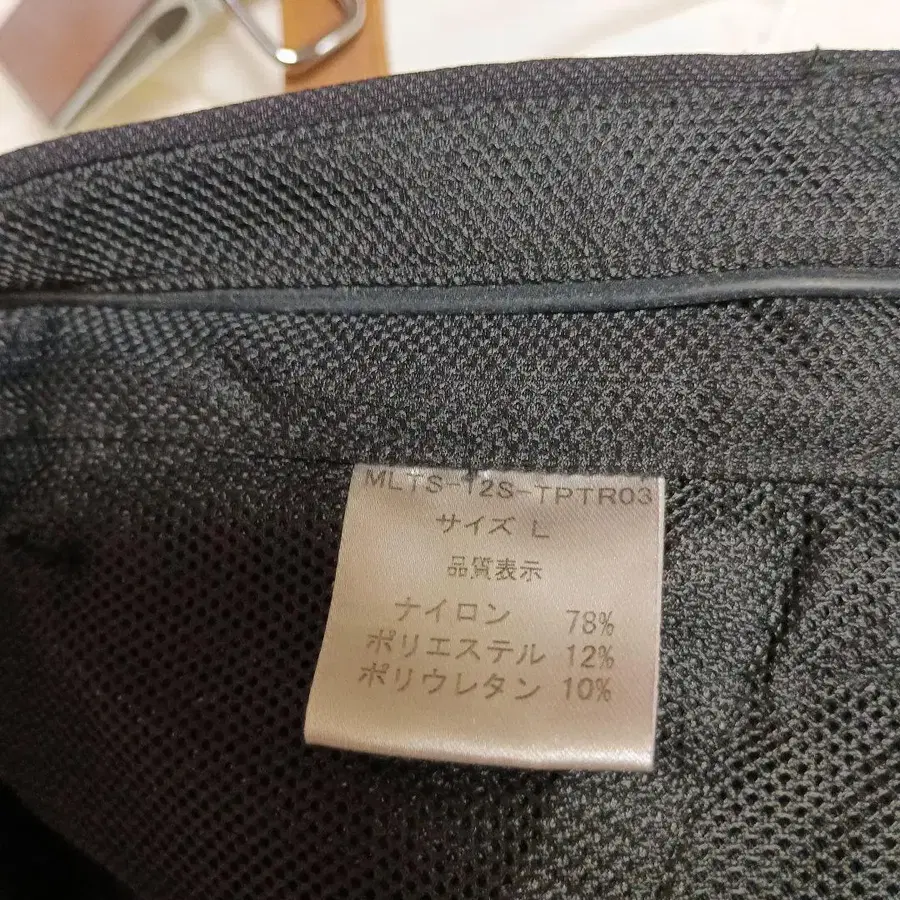 MLTS-12S-TPTR03
サイズ L
品質表示
ナイロン 78%
ポリエステル 12%
ポリウレタン 10%